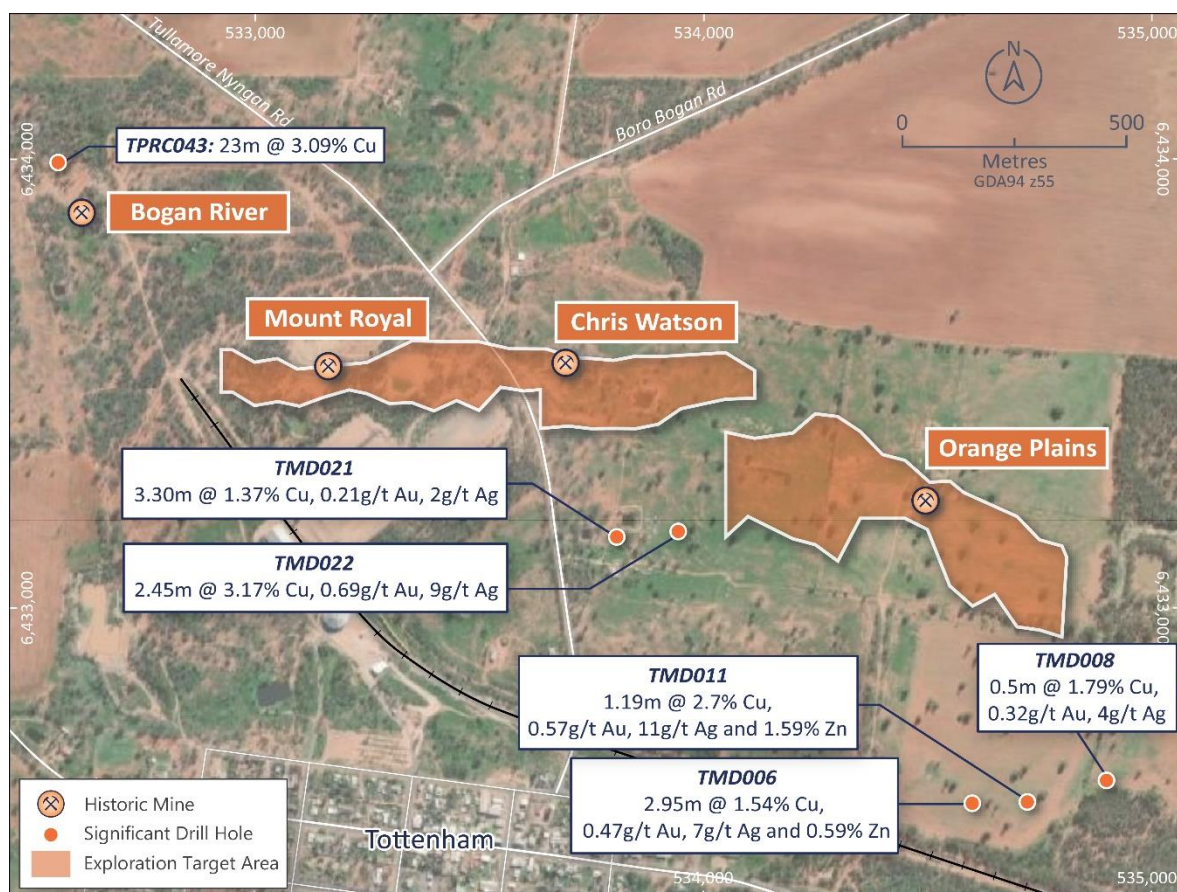 533,000
534,000
535,000
Tullamore Nyngan Rd
Boro Bogan Rd
N
0 500
Metres
GDA94 z55
6,434,000
6,434,000
TPRC043: 23m @ 3.09% Cu
Bogan River
Mount Royal
Chris Watson
Orange Plains
TMD021
3.30m @ 1.37% Cu, 0.21g/t Au, 2g/t Ag
TMD022
2.45m @ 3.17% Cu, 0.69g/t Au, 9g/t Ag
6,433,000
6,433,000
TMD011
1.19m @ 2.7% Cu,
0.57g/t Au, 11g/t Ag and 1.59% Zn
TMD008
0.5m @ 1.79% Cu,
0.32g/t Au, 4g/t Ag
TMD006
2.95m @ 1.54% Cu,
0.47g/t Au, 7g/t Ag and 0.59% Zn
Historic Mine
Significant Drill Hole
Exploration Target Area
Tottenham
534,000
535,000